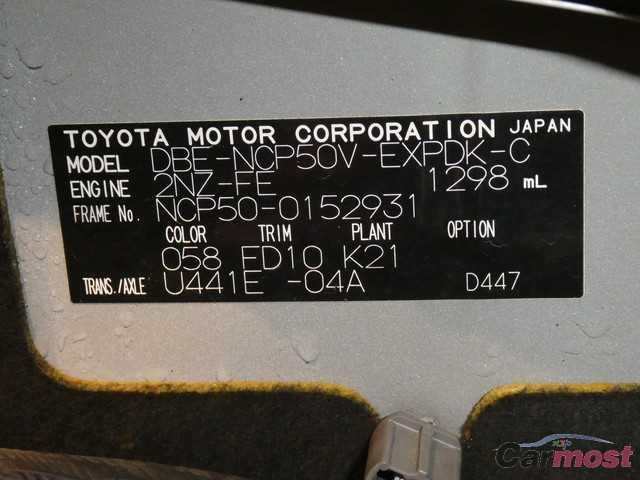 TOYOTA MOTOR CORPORATION JAPAN
MODEL DBE-NCP50V-EXPDK-C
ENGINE 2NZ-FE 1298 mL
FRAME No. NCP50-0152931
COLOR TRIM PLANT OPTION
058 FD10 K21
TRANS./AXLE U441E -04A D447
Carmost